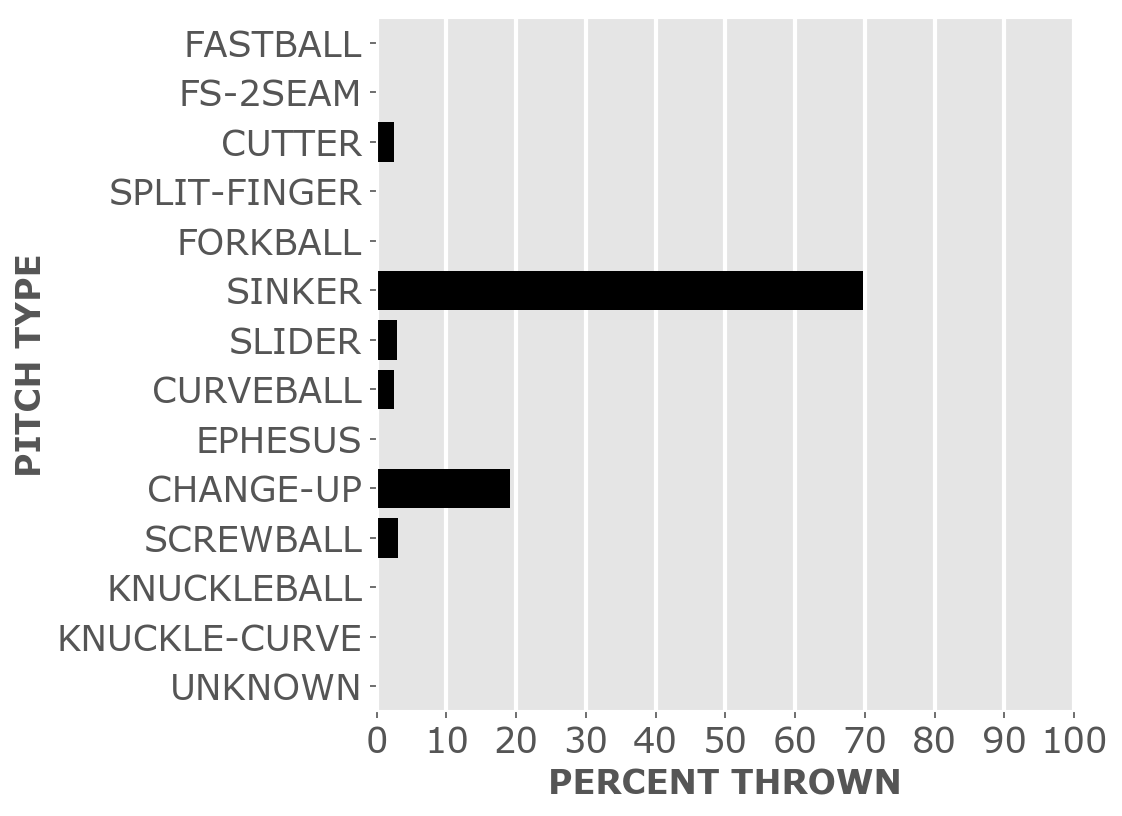 FASTBALL
FS-2SEAM
CUTTER
SPLIT-FINGER
FORKBALL
SINKER
SLIDER
CURVEBALL
EPHESUS
CHANGE-UP
SCREWBALL
KNUCKLEBALL
KNUCKLE-CURVE
UNKNOWN
PITCH TYPE
0 10 20 30 40 50 60 70 80 90 100
PERCENT THROWN